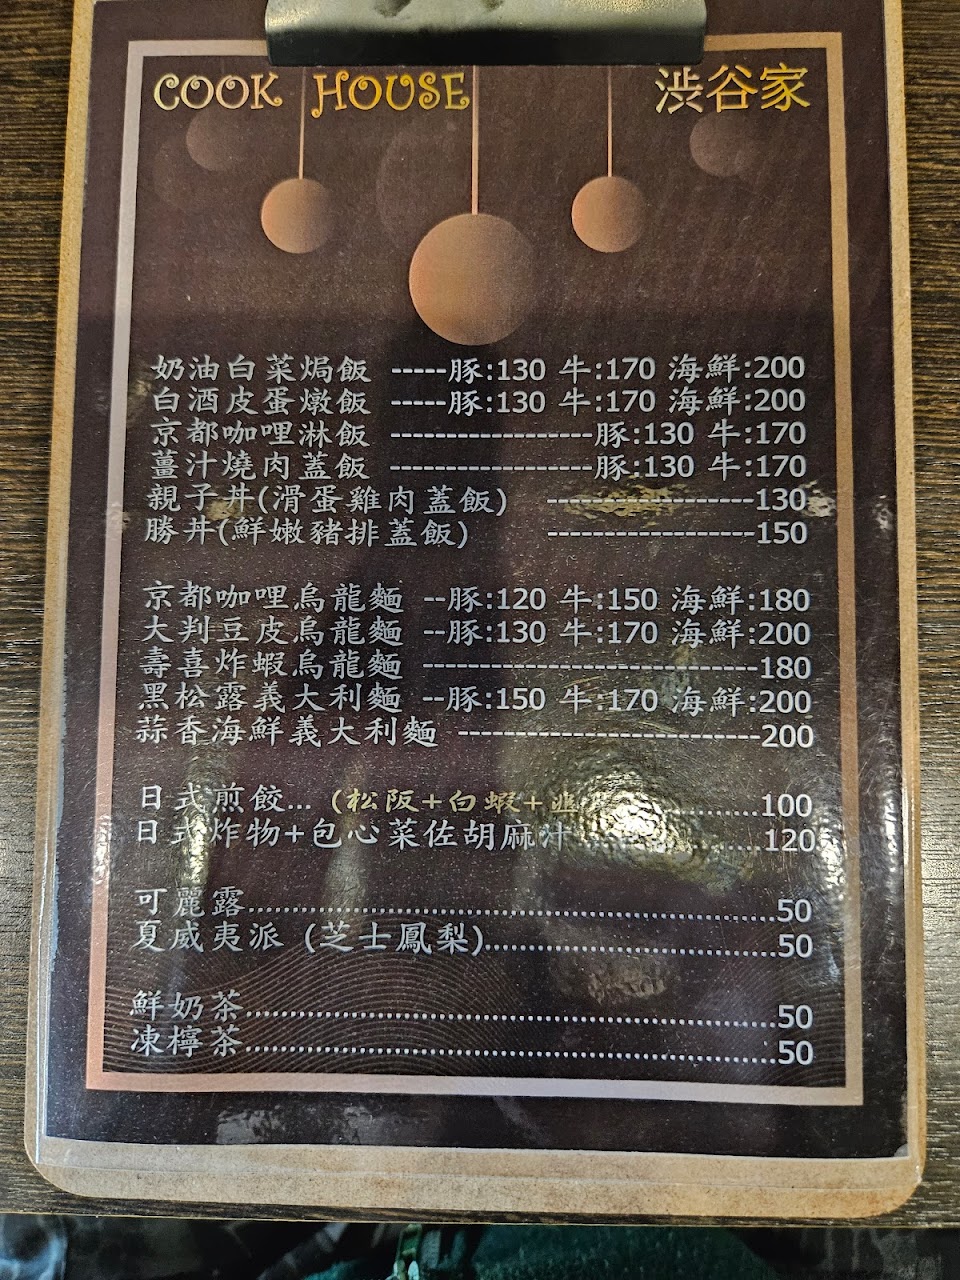 COOK HOUSE 渋谷家
奶油白菜焗飯 -----豚:130 牛:170 海鮮:200
白酒皮蛋燉飯 -----豚:130 牛:170 海鮮:200
京都咖哩淋飯 ------------------豚:130 牛:170
薑汁燒肉蓋飯 ------------------豚:130 牛:170
親子丼(滑蛋雞肉蓋飯) ------------------130
勝丼(鮮嫩豬排蓋飯) ------------------150
京都咖哩烏龍麵 --豚:120 牛:150 海鮮:180
大判豆皮烏龍麵 --豚:130 牛:170 海鮮:200
壽喜炸蝦烏龍麵 -----------------------------180
黑松露義大利麵 --豚:150 牛:170 海鮮:200
蒜香海鮮義大利麵 --------------------------200
日式煎餃... (松阪+白蝦+韭 ..........100
日式炸物+包心菜佐胡麻汁 ................120
可麗露......................................................50
夏威夷派 (芝士鳳梨)..............................50
鮮奶茶......................................................50
凍檸茶......................................................50